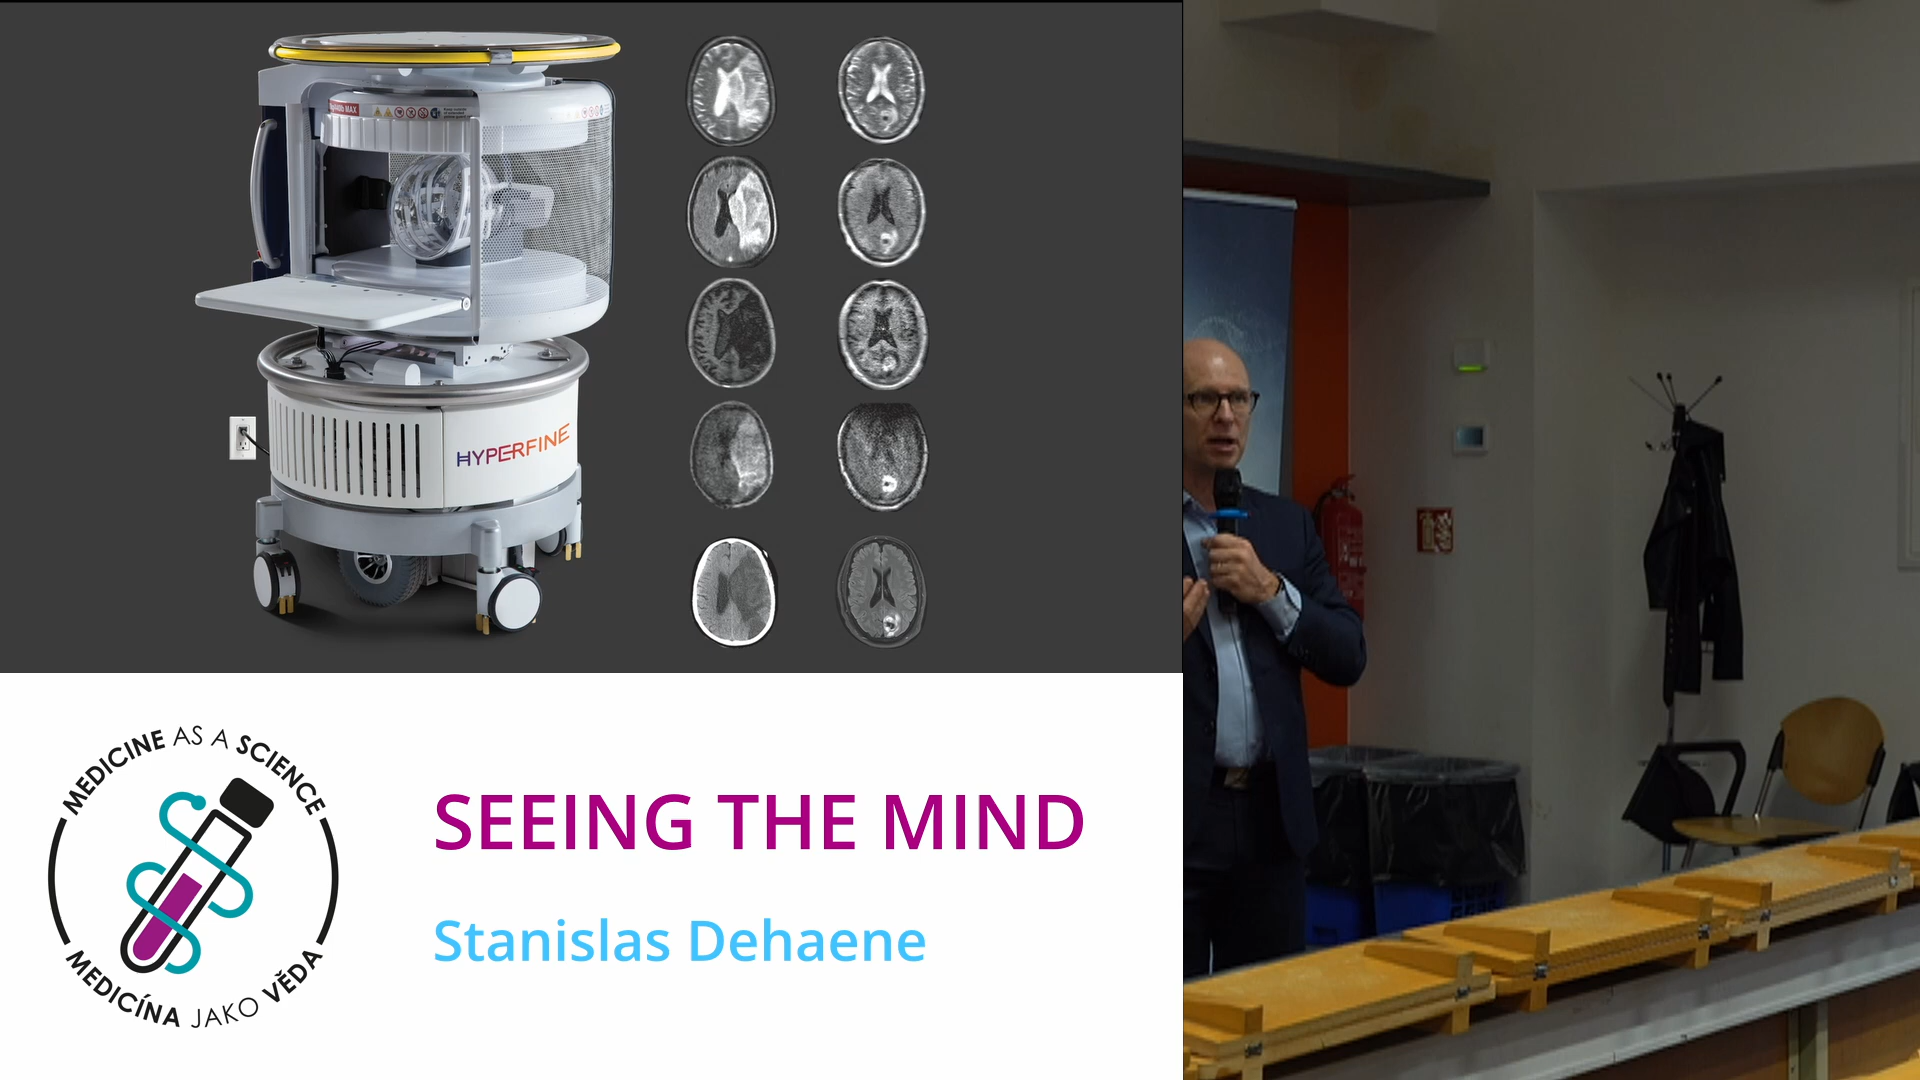 HYPERFINE
MEDICINE AS A SCIENCE
MEDICÍNA JAKO VĚDA
SEEING THE MIND
Stanislas Dehaene